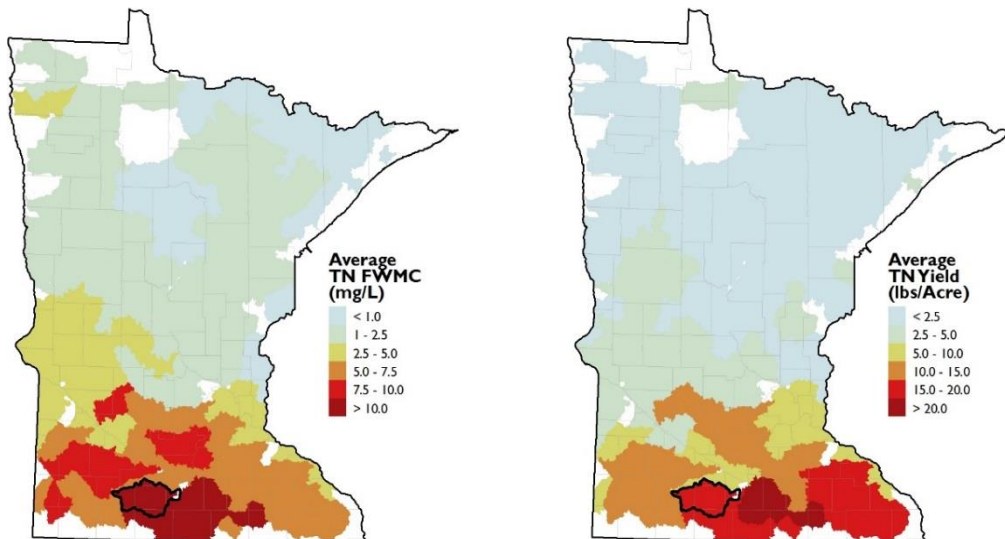 Average
TN FWMC
(mg/L)
< 1.0
1 - 2.5
2.5 - 5.0
5.0 - 7.5
7.5 - 10.0
> 10.0
Average
TN Yield
(lbs/Acre)
< 2.5
2.5 - 5.0
5.0 - 10.0
10.0 - 15.0
15.0 - 20.0
> 20.0